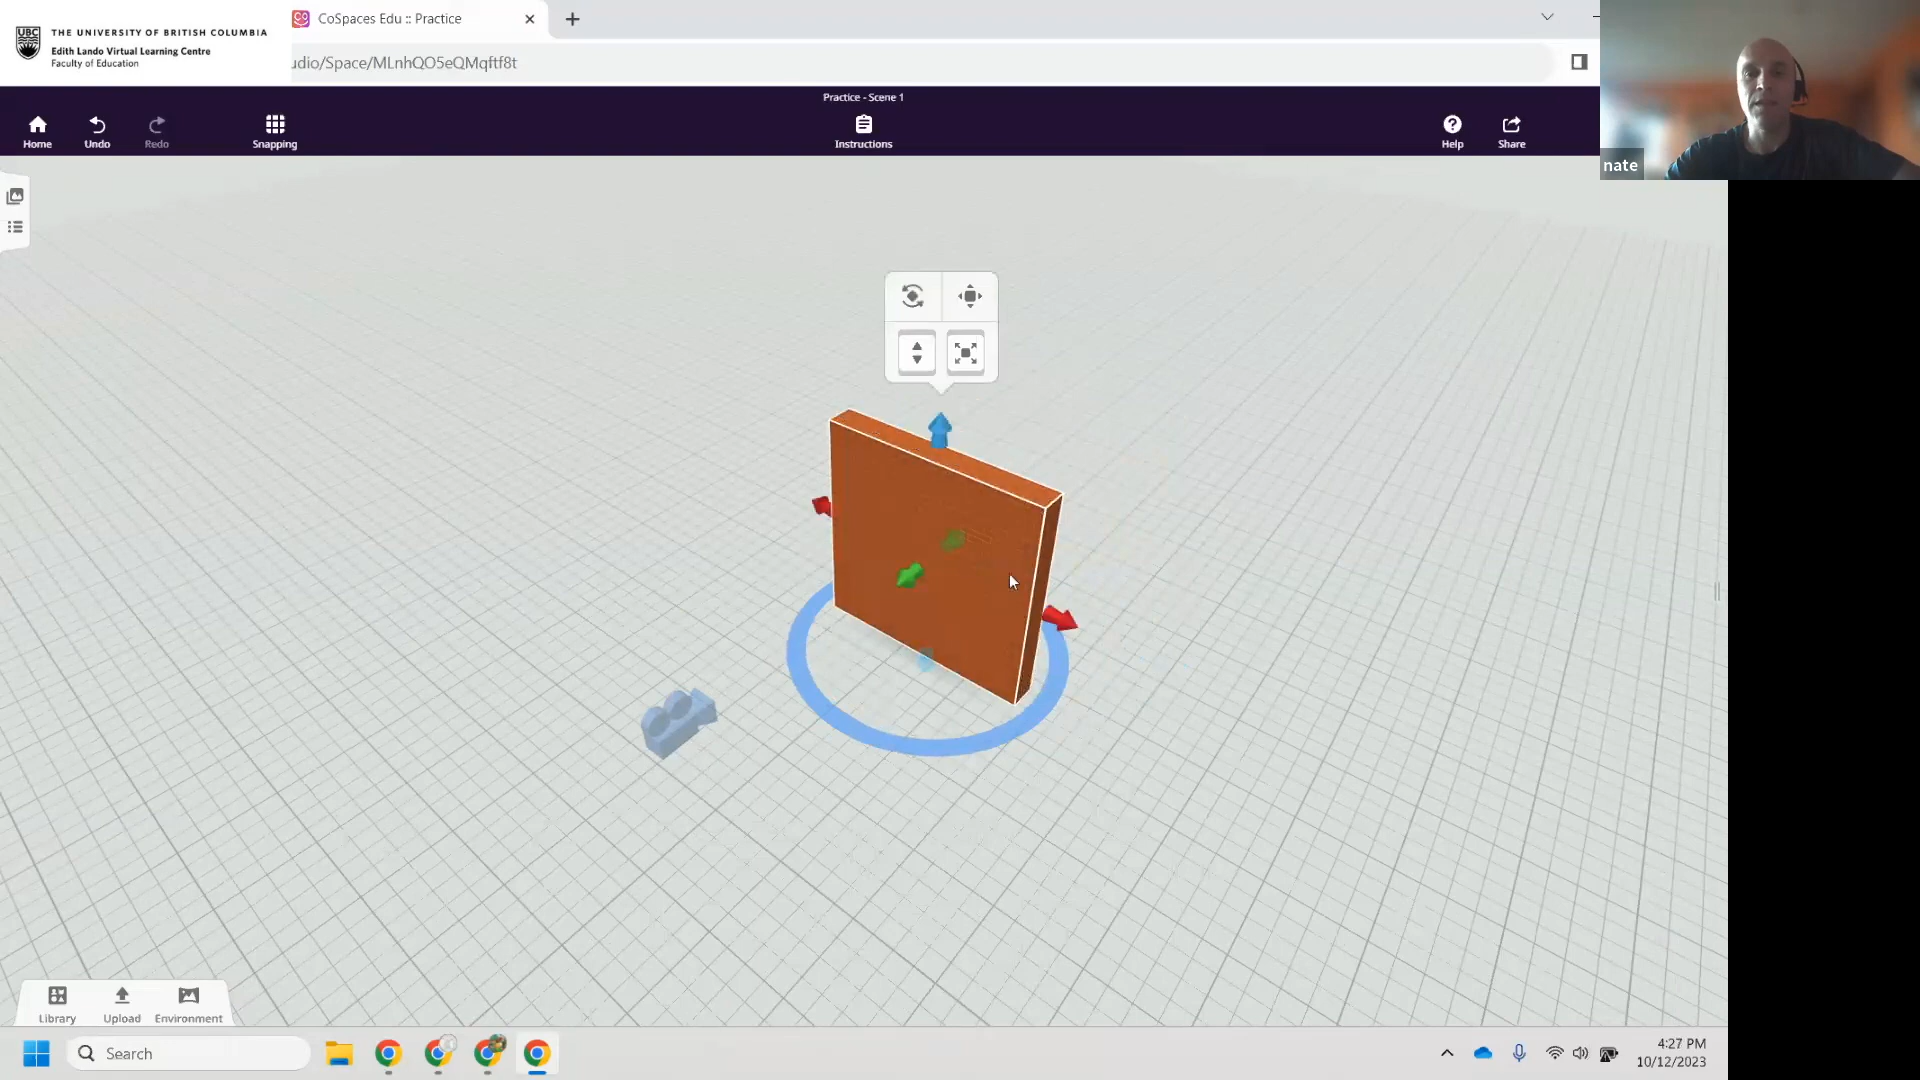 CoSpaces Edu :: Practice
THE UNIVERSITY OF BRITISH COLUMBIA
Edith Lando Virtual Learning Centre
Faculty of Education
UBC
udio/Space/MLnhQO5eQMqftf8t
Practice - Scene 1
Home
Undo
Redo
Snapping
Instructions
Help
Share
nate
Library
Upload
Environment
Search
4:27 PM
10/12/2023